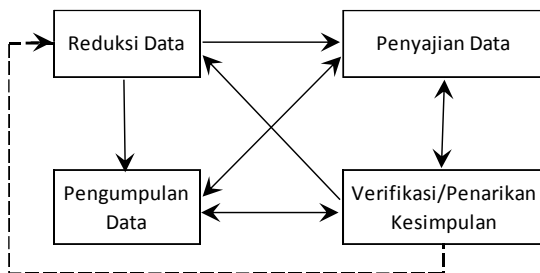 Reduksi Data
Penyajian Data
Pengumpulan
Data
Verifikasi/Penarikan
Kesimpulan